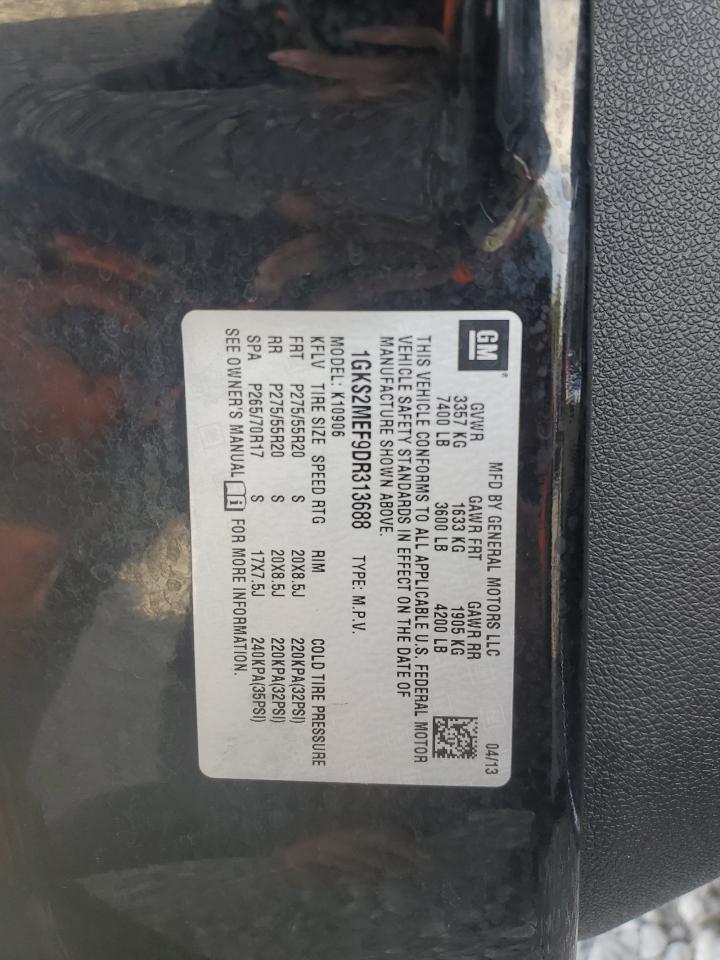 GM
MFD BY GENERAL MOTORS LLC 04/13
GVWR GAWR FRT GAWR RR
3357 KG 1633 KG 1905 KG
7400 LB 3600 LB 4200 LB
THIS VEHICLE CONFORMS TO ALL APPLICABLE U.S. FEDERAL MOTOR
VEHICLE SAFETY STANDARDS IN EFFECT ON THE DATE OF
MANUFACTURE SHOWN ABOVE.
1GKS2MEF9DR313688 TYPE: M.P.V.
MODEL: K10906
KFLV TIRE SIZE SPEED RTG RIM COLD TIRE PRESSURE
FRT P275/55R20 S 20X8.5J 220KPA(32PSI)
RR P275/55R20 S 20X8.5J 220KPA(32PSI)
SPA P265/70R17 S 17X7.5J 240KPA(35PSI)
SEE OWNER'S MANUAL FOR MORE INFORMATION.